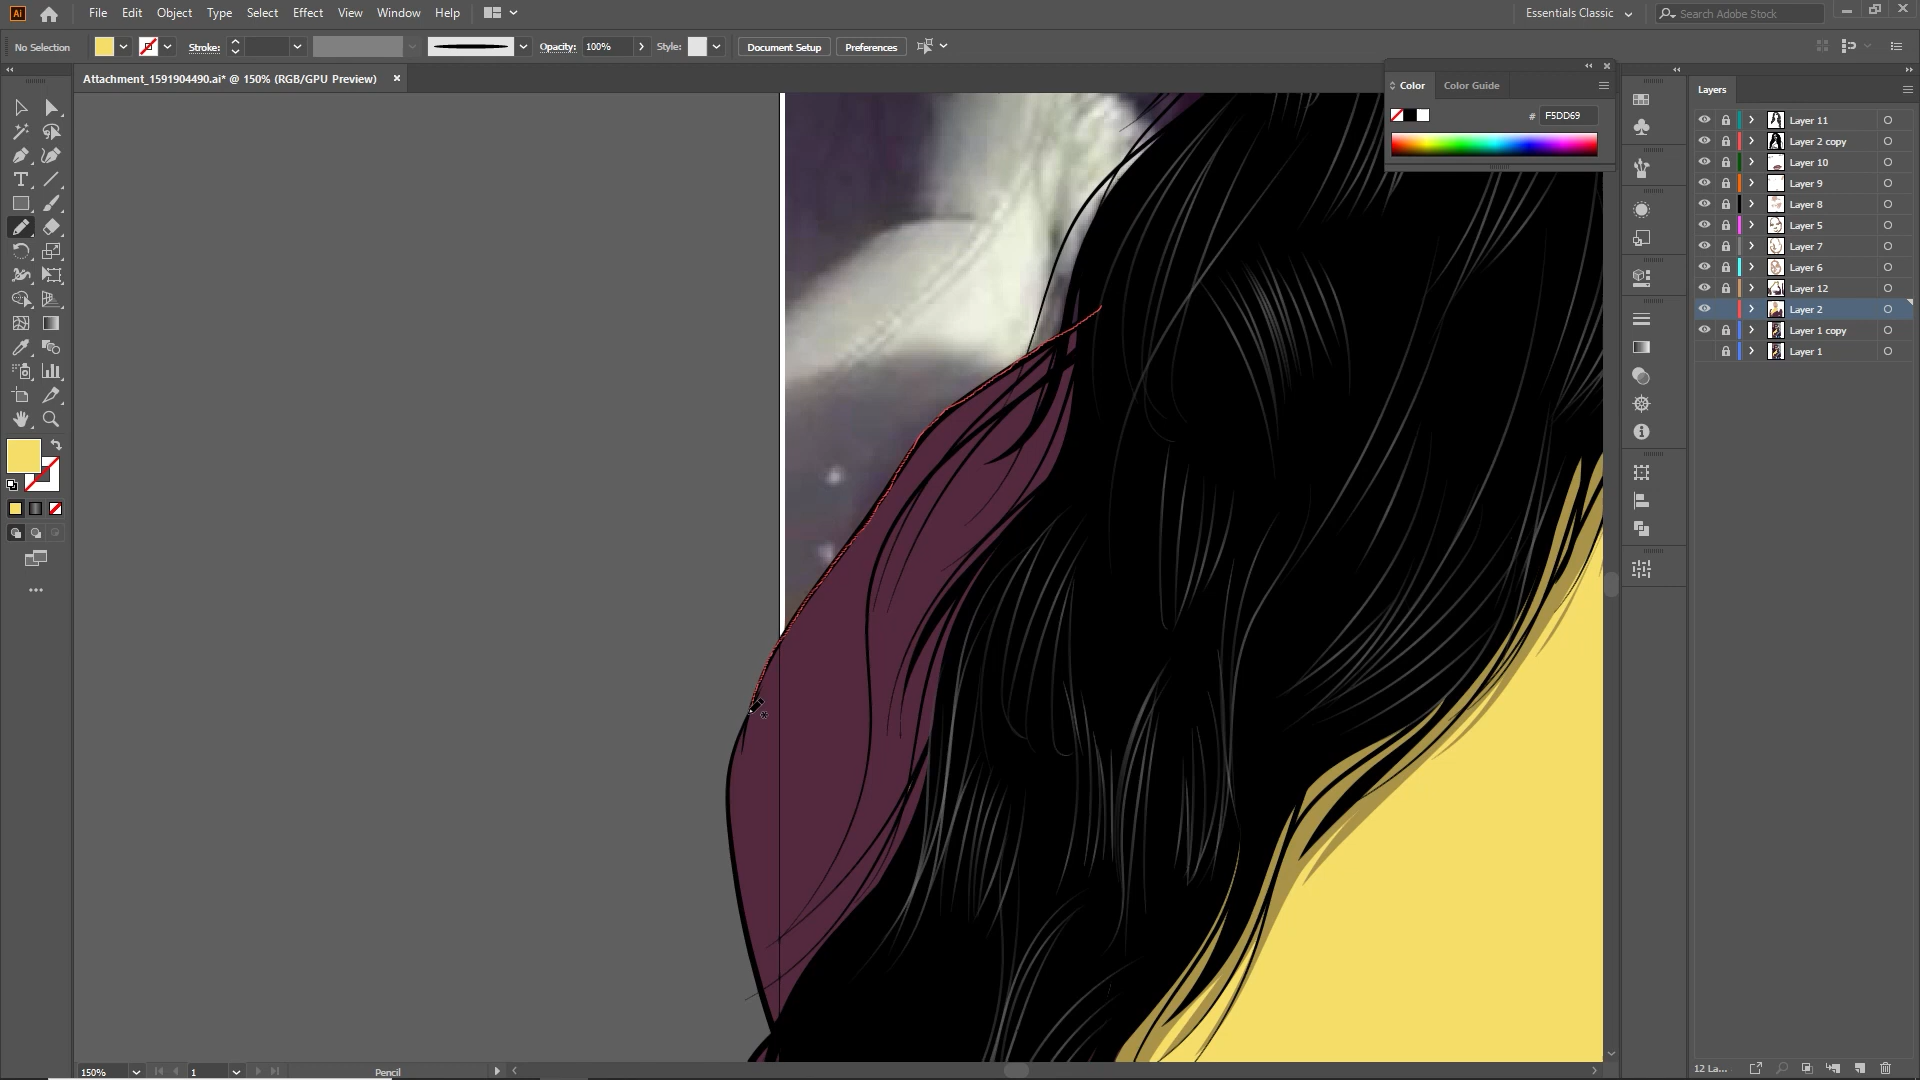 Ai File Edit Object Type Select Effect View Window Help Essentials Classic Search Adobe Stock
No Selection Stroke: Opacity: 100% Style: Document Setup Preferences
Attachment_1591904490.ai* @ 150% (RGB/GPU Preview)
Color Color Guide
# F5DD69
Layers
Layer 11
Layer 2 copy
Layer 10
Layer 9
Layer 8
Layer 5
Layer 7
Layer 6
Layer 12
Layer 2
Layer 1 copy
Layer 1
150% 1 Pencil 12 La...